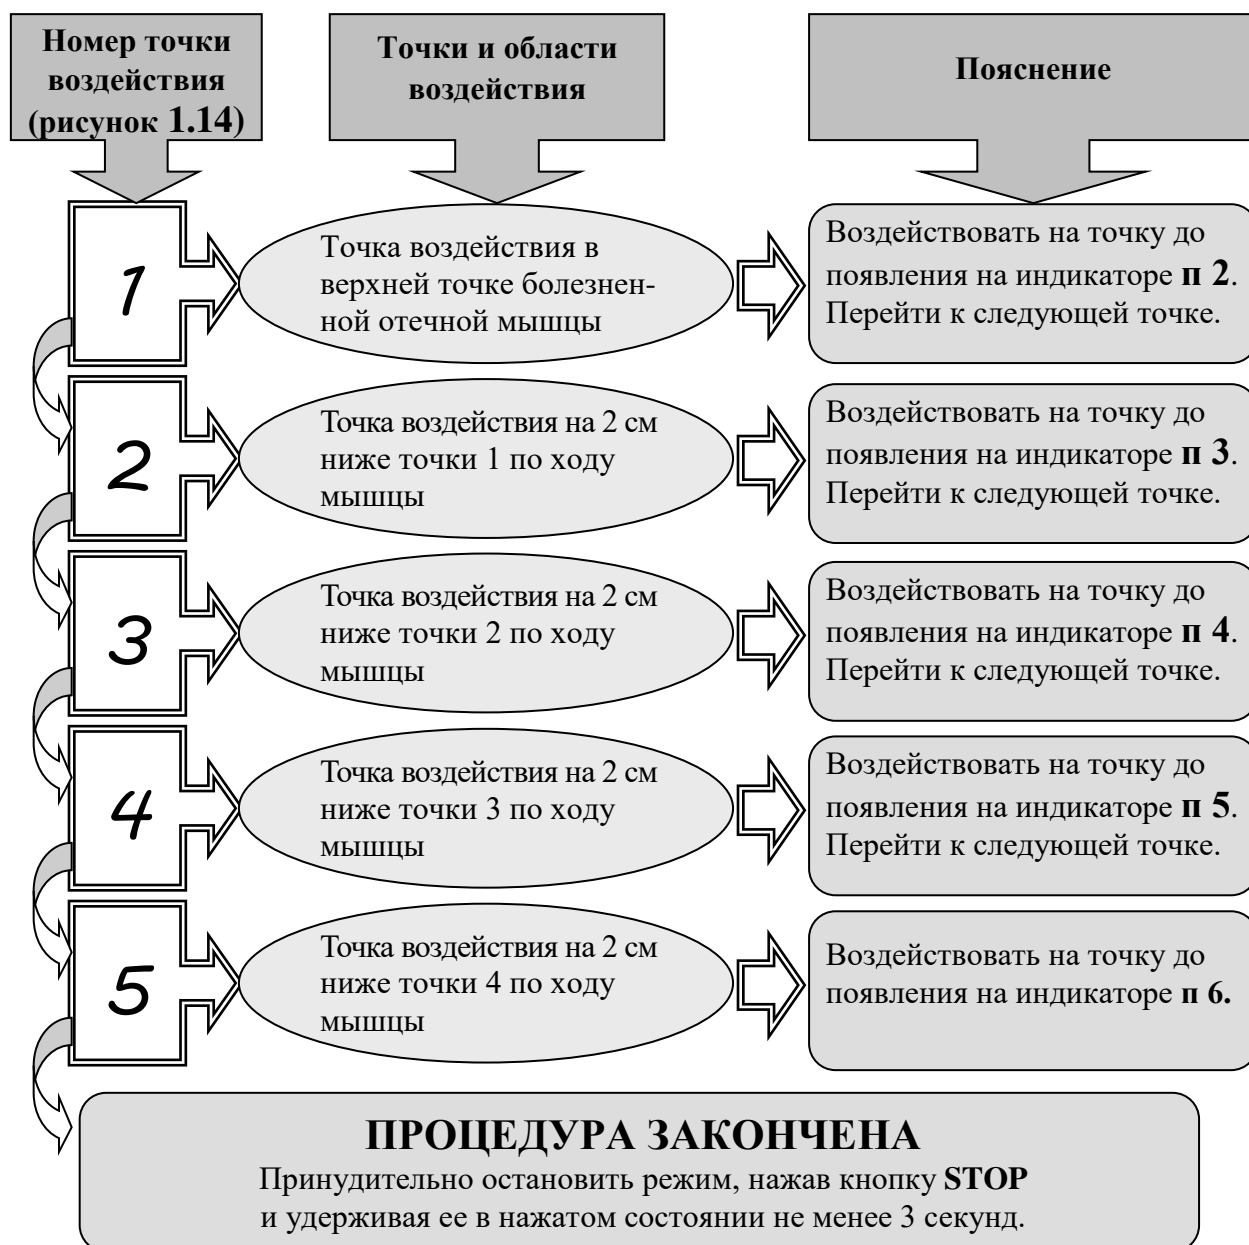 Номер точки
воздействия
(рисунок 1.14)
Точки и области
воздействия
Пояснение
1
Точка воздействия в
верхней точке болезнен-
ной отечной мышцы
Воздействовать на точку до
появления на индикаторе п 2.
Перейти к следующей точке.
2
Точка воздействия на 2 см
ниже точки 1 по ходу
мышцы
Воздействовать на точку до
появления на индикаторе п 3.
Перейти к следующей точке.
3
Точка воздействия на 2 см
ниже точки 2 по ходу
мышцы
Воздействовать на точку до
появления на индикаторе п 4.
Перейти к следующей точке.
4
Точка воздействия на 2 см
ниже точки 3 по ходу
мышцы
Воздействовать на точку до
появления на индикаторе п 5.
Перейти к следующей точке.
5
Точка воздействия на 2 см
ниже точки 4 по ходу
мышцы
Воздействовать на точку до
появления на индикаторе п 6.
ПРОЦЕДУРА ЗАКОНЧЕНА
Принудительно остановить режим, нажав кнопку STOP
и удерживая ее в нажатом состоянии не менее 3 секунд.